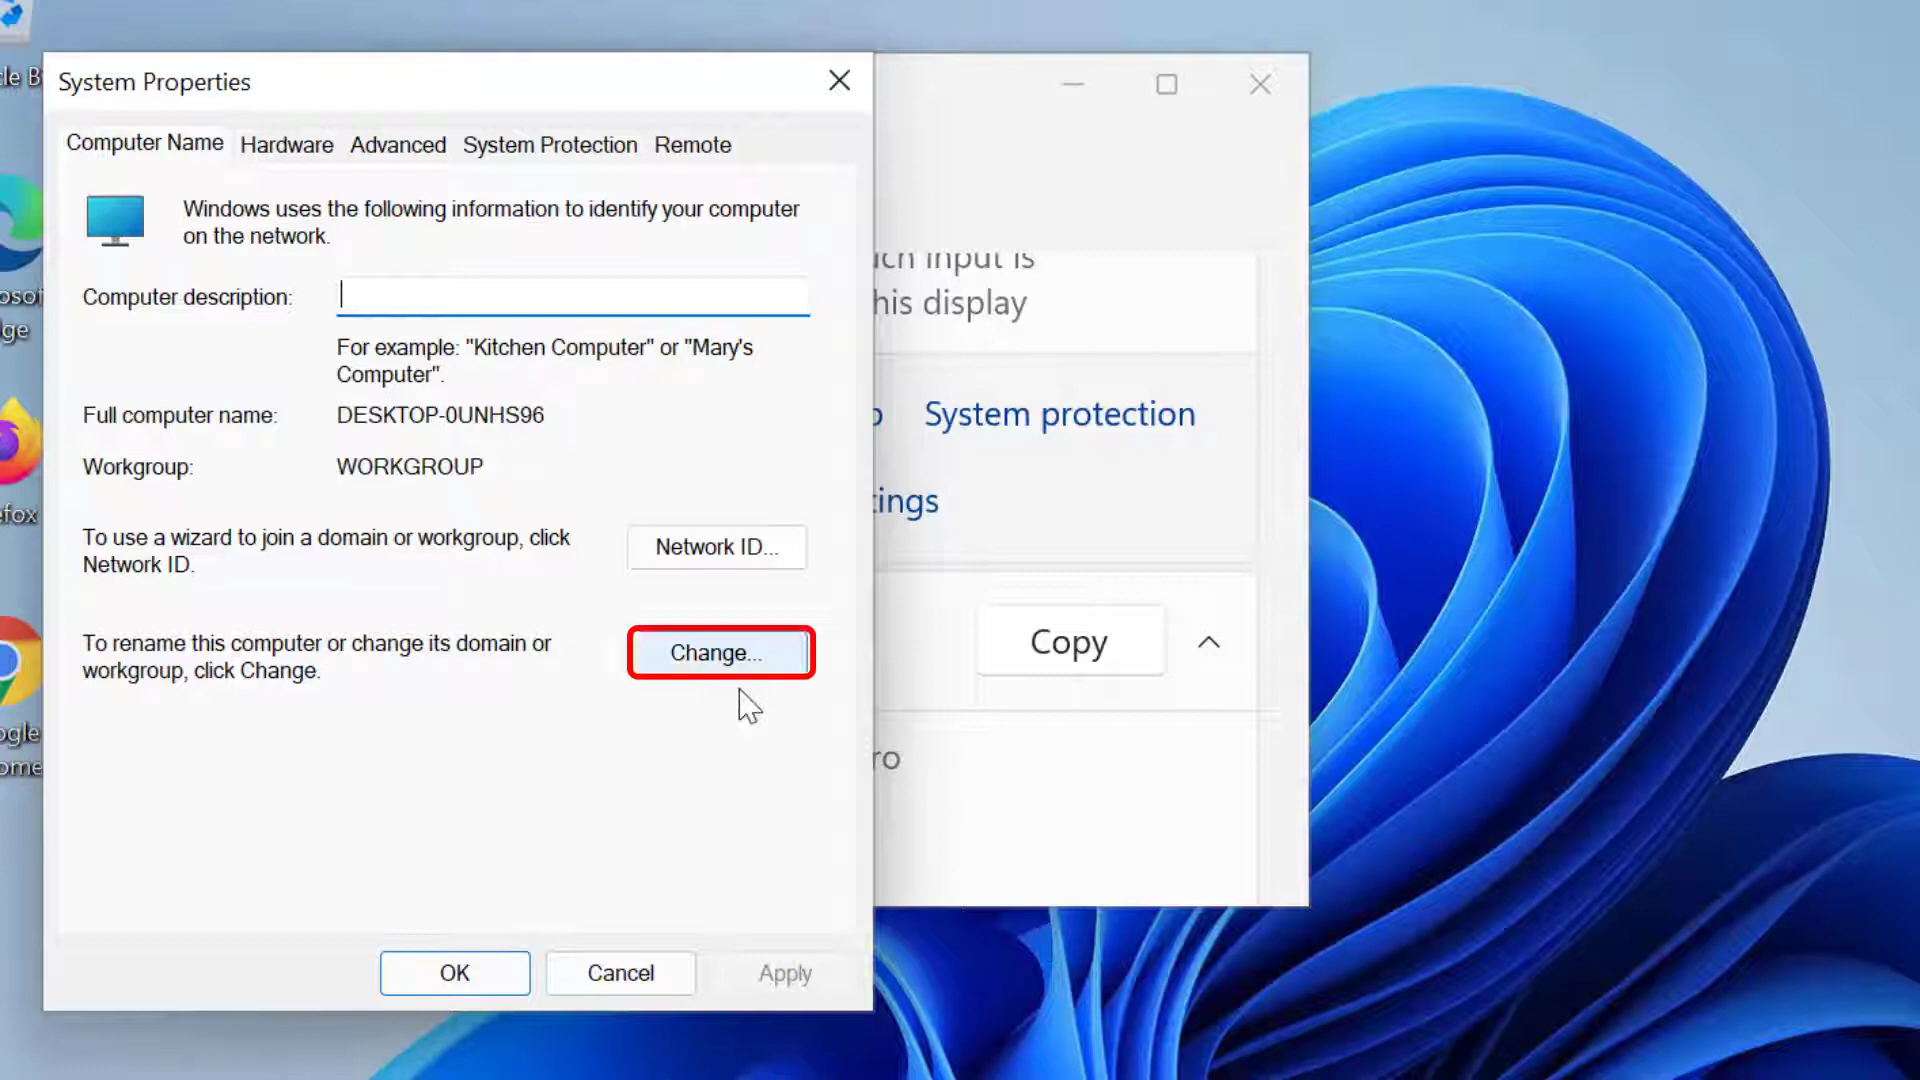 System Properties
Computer Name Hardware Advanced System Protection Remote
Windows uses the following information to identify your computer
on the network.
Computer description:
For example: "Kitchen Computer" or "Mary's
Computer".
Full computer name: DESKTOP-0UNHS96
Workgroup: WORKGROUP
To use a wizard to join a domain or workgroup, click
Network ID.
Network ID...
To rename this computer or change its domain or
workgroup, click Change.
Change...
OK Cancel Apply
input is
his display
System protection
tings
Copy
ro